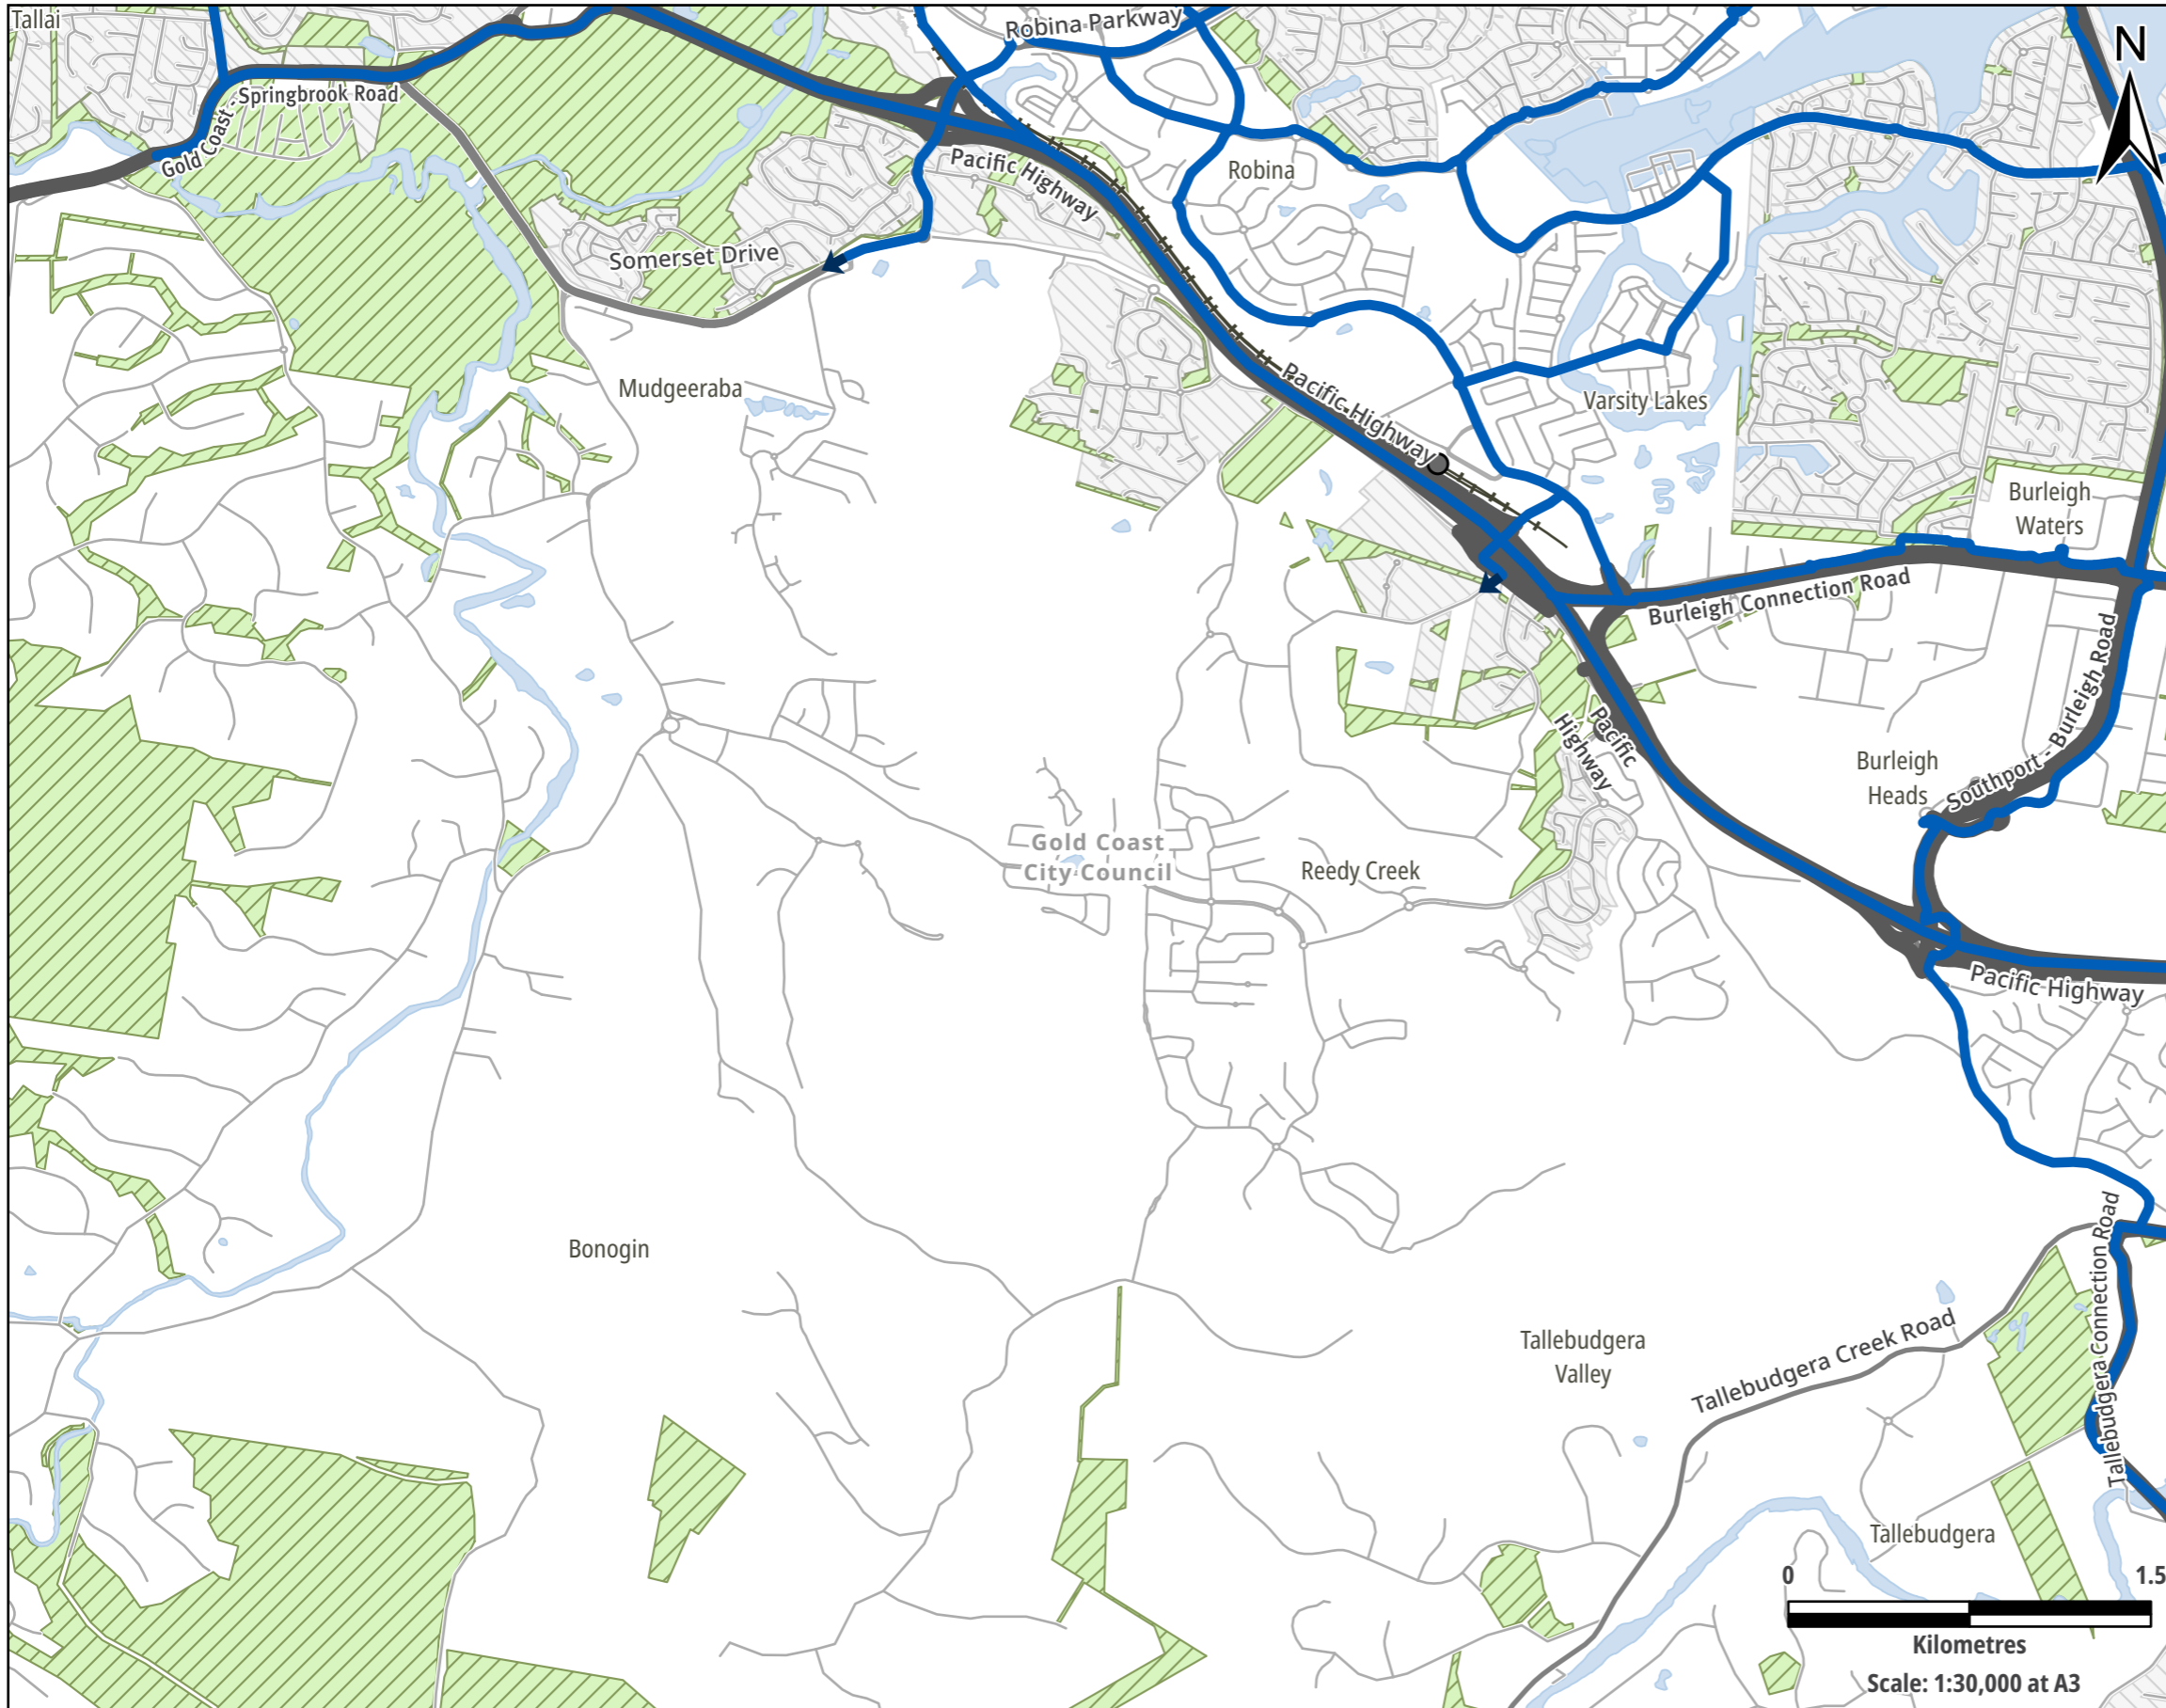 Tallai
Robina Parkway
N
Springbrook Road
Gold Coast -
Pacific Highway
Robina
Somerset Drive
Mudgeeraba
Pacific Highway
Varsity Lakes
Burleigh
Waters
Burleigh Connection Road
Southport - Burleigh Road
Pacific
Highway
Burleigh
Heads
Gold Coast
City Council
Reedy Creek
Pacific Highway
Bonogin
Tallebudgera Connection Road
Tallebudgera
Valley
Tallebudgera Creek Road
Tallebudgera
0 1.5
Kilometres
Scale: 1:30,000 at A3